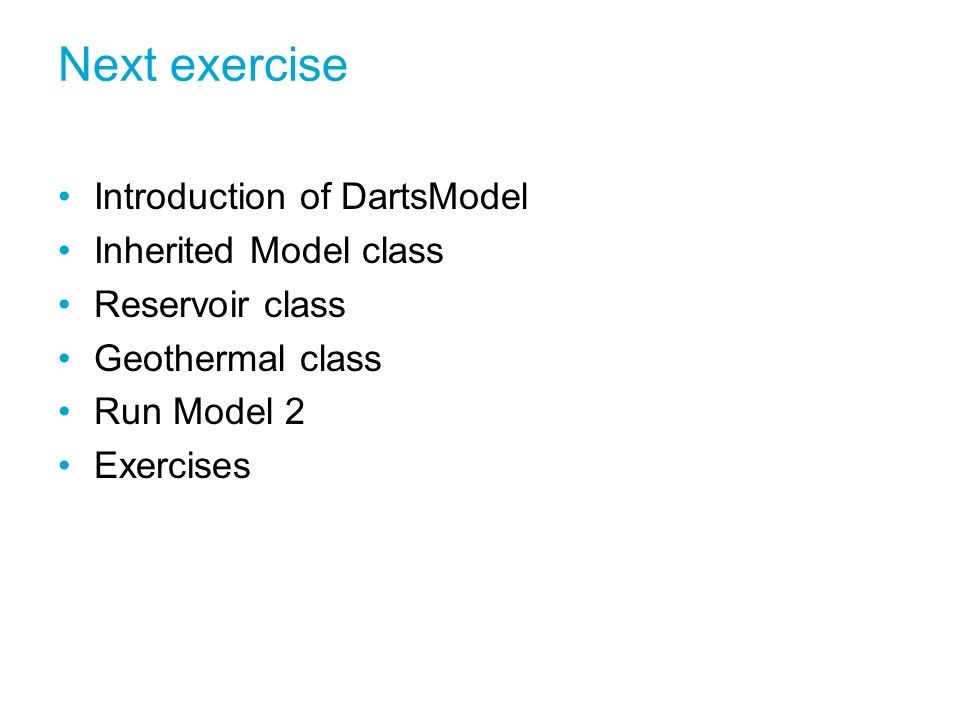 Next exercise
• Introduction of DartsModel
• Inherited Model class
• Reservoir class
• Geothermal class
• Run Model 2
• Exercises